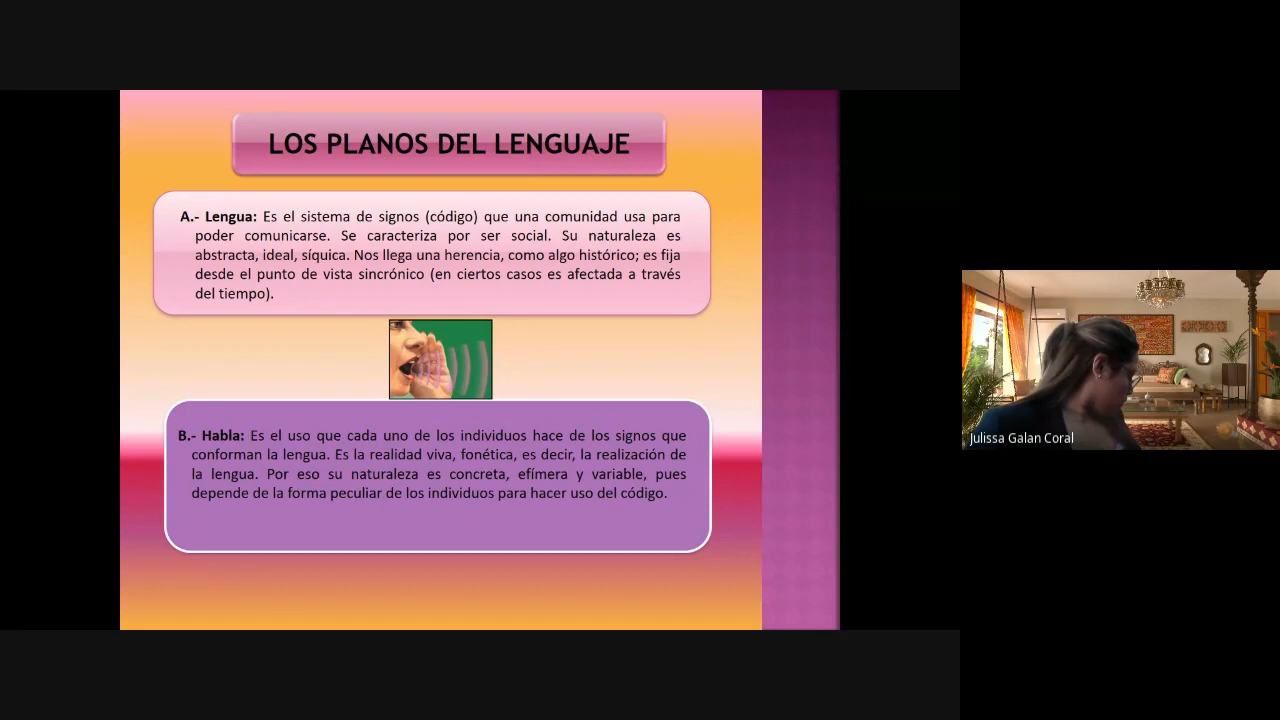 LOS PLANOS DEL LENGUAJE
A.- Lengua: Es el sistema de signos (código) que una comunidad usa para
poder comunicarse. Se caracteriza por ser social. Su naturaleza es
abstracta, ideal, síquica. Nos llega una herencia, como algo histórico; es fija
desde el punto de vista sincrónico (en ciertos casos es afectada a través
del tiempo).
B.- Habla: Es el uso que cada uno de los individuos hace de los signos que
conforman la lengua. Es la realidad viva, fonética, es decir, la realización de
la lengua. Por eso su naturaleza es concreta, efímera y variable, pues
depende de la forma peculiar de los individuos para hacer uso del código.
Julissa Galan Coral